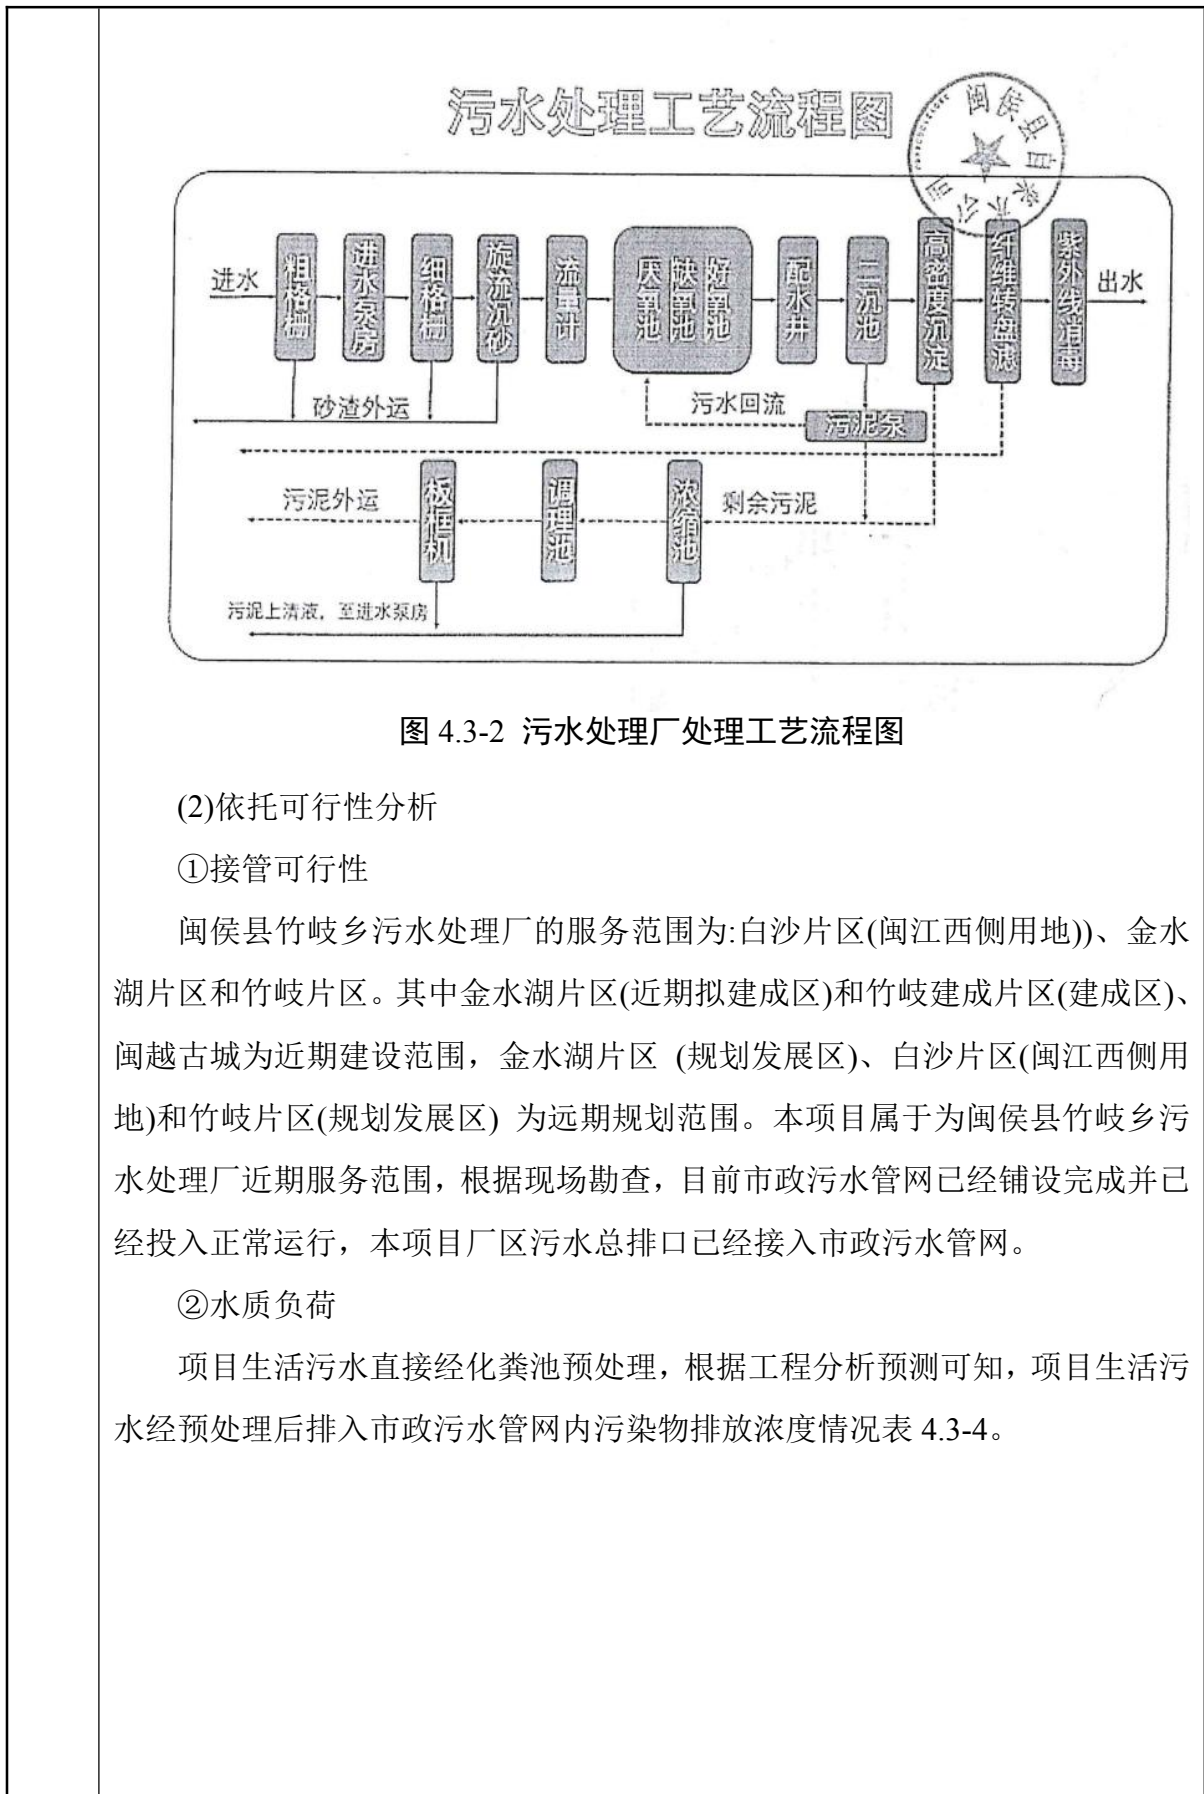 污水处理工艺流程图
闽侯县自来水公司
进水
粗格栅
进水泵房
细格栅
旋流沉砂
流量计
厌氧池
缺氧池
好氧池
配水井
二沉池
高密度沉淀
纤维转盘滤
紫外线消毒
出水
砂渣外运
污水回流
污泥泵
污泥外运
板框机
调理池
浓缩池
剩余污泥
污泥上清液，至进水泵房
图 4.3-2 污水处理厂处理工艺流程图
(2)依托可行性分析
①接管可行性
闽侯县竹岐乡污水处理厂的服务范围为:白沙片区(闽江西侧用地))、金水
湖片区和竹岐片区。其中金水湖片区(近期拟建成区)和竹岐建成片区(建成区)、
闽越古城为近期建设范围，金水湖片区 (规划发展区)、白沙片区(闽江西侧用
地)和竹岐片区(规划发展区) 为远期规划范围。本项目属于为闽侯县竹岐乡污
水处理厂近期服务范围，根据现场勘查，目前市政污水管网已经铺设完成并已
经投入正常运行，本项目厂区污水总排口已经接入市政污水管网。
②水质负荷
项目生活污水直接经化粪池预处理，根据工程分析预测可知，项目生活污
水经预处理后排入市政污水管网内污染物排放浓度情况表 4.3-4。